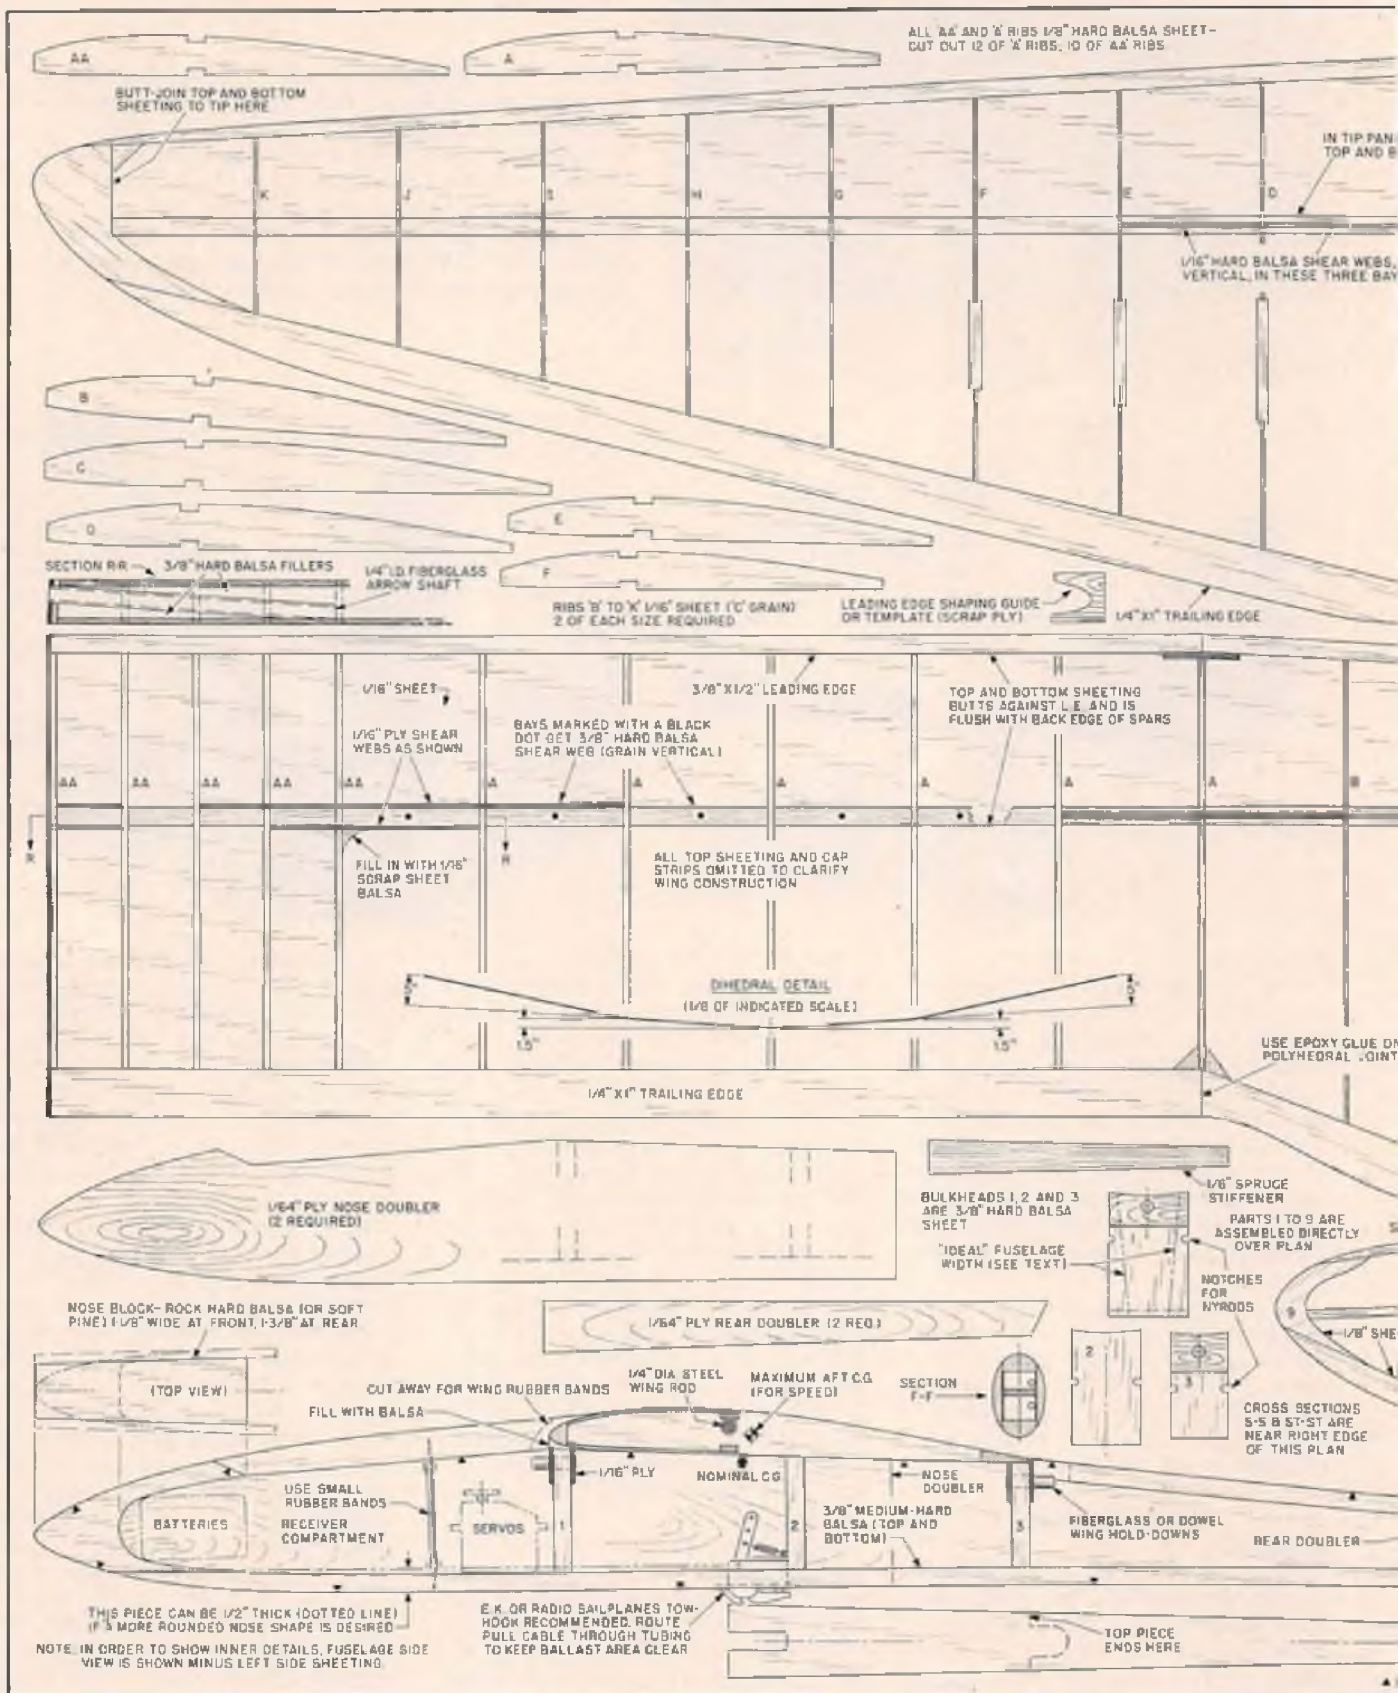 ALL 'AA' AND 'A' RIBS 1/8" HARD BALSA SHEET-
CUT OUT 12 OF 'A' RIBS, 10 OF AA' RIBS
AA
A
BUTT-JOIN TOP AND BOTTOM
SHEETING TO TIP HERE
IN TIP PAN
TOP AND B
K
J
S
H
G
F
E
D
1/16" HARD BALSA SHEAR WEBS,
VERTICAL, IN THESE THREE BAY
B
C
D
E
F
SECTION R-R
3/8" HARD BALSA FILLERS
1/4" I.D. FIBERGLASS
ARROW SHAFT
RIBS 'B' TO 'K' 1/16" SHEET ('C' GRAIN)
2 OF EACH SIZE REQUIRED
LEADING EDGE SHAPING GUIDE
OR TEMPLATE (SCRAP PLY)
1/4" X1" TRAILING EDGE
1/16" SHEET
3/8" X1/2" LEADING EDGE
TOP AND BOTTOM SHEETING
BUTTS AGAINST L.E. AND IS
FLUSH WITH BACK EDGE OF SPARS
1/16" PLY SHEAR
WEBS AS SHOWN
BAYS MARKED WITH A BLACK
DOT GET 3/8" HARD BALSA
SHEAR WEB (GRAIN VERTICAL)
AA AA AA AA AA A A A A A A B
R
R
FILL IN WITH 1/16"
SCRAP SHEET
BALSA
ALL TOP SHEETING AND CAP
STRIPS OMITTED TO CLARIFY
WING CONSTRUCTION
DIHEDRAL DETAIL
(1/8 OF INDICATED SCALE)
5"
5"
1.5"
1.5"
USE EPOXY GLUE ON
POLYHEDRAL JOINT
1/4" X1" TRAILING EDGE
1/64" PLY NOSE DOUBLER
(2 REQUIRED)
BULKHEADS 1, 2 AND 3
ARE 3/8" HARD BALSA
SHEET
SPRUCE
STIFFENER
PARTS 1 TO 9 ARE
ASSEMBLED DIRECTLY
OVER PLAN
1
"IDEAL" FUSELAGE
WIDTH (SEE TEXT)
NOTCHES
FOR
NYRODS
9
1/8" SHE
NOSE BLOCK- ROCK HARD BALSA (OR SOFT
PINE) 1-1/8" WIDE AT FRONT, 1-3/8" AT REAR
1/64" PLY REAR DOUBLER (2 REQ.)
(TOP VIEW)
2
3
CUT AWAY FOR WING RUBBER BANDS
1/4" DIA STEEL
WING ROD
MAXIMUM AFT C.G.
(FOR SPEED)
SECTION
F-F
FILL WITH BALSA
CROSS SECTIONS
S-S & ST-ST ARE
NEAR RIGHT EDGE
OF THIS PLAN
1/16" PLY
NOMINAL C.G.
NOSE
DOUBLER
USE SMALL
RUBBER BANDS
BATTERIES
RECEIVER
COMPARTMENT
SERVOS
1
2
3
3/8" MEDIUM-HARD
BALSA (TOP AND
BOTTOM)
FIBERGLASS OR DOWEL
WING HOLD-DOWNS
REAR DOUBLER
THIS PIECE CAN BE 1/2" THICK (DOTTED LINE)
IF A MORE ROUNDED NOSE SHAPE IS DESIRED
E.K. OR RADIO SAILPLANES TOW-
HOOK RECOMMENDED. ROUTE
PULL CABLE THROUGH TUBING
TO KEEP BALLAST AREA CLEAR
NOTE: IN ORDER TO SHOW INNER DETAILS, FUSELAGE SIDE
VIEW IS SHOWN MINUS LEFT SIDE SHEETING.
TOP PIECE
ENDS HERE